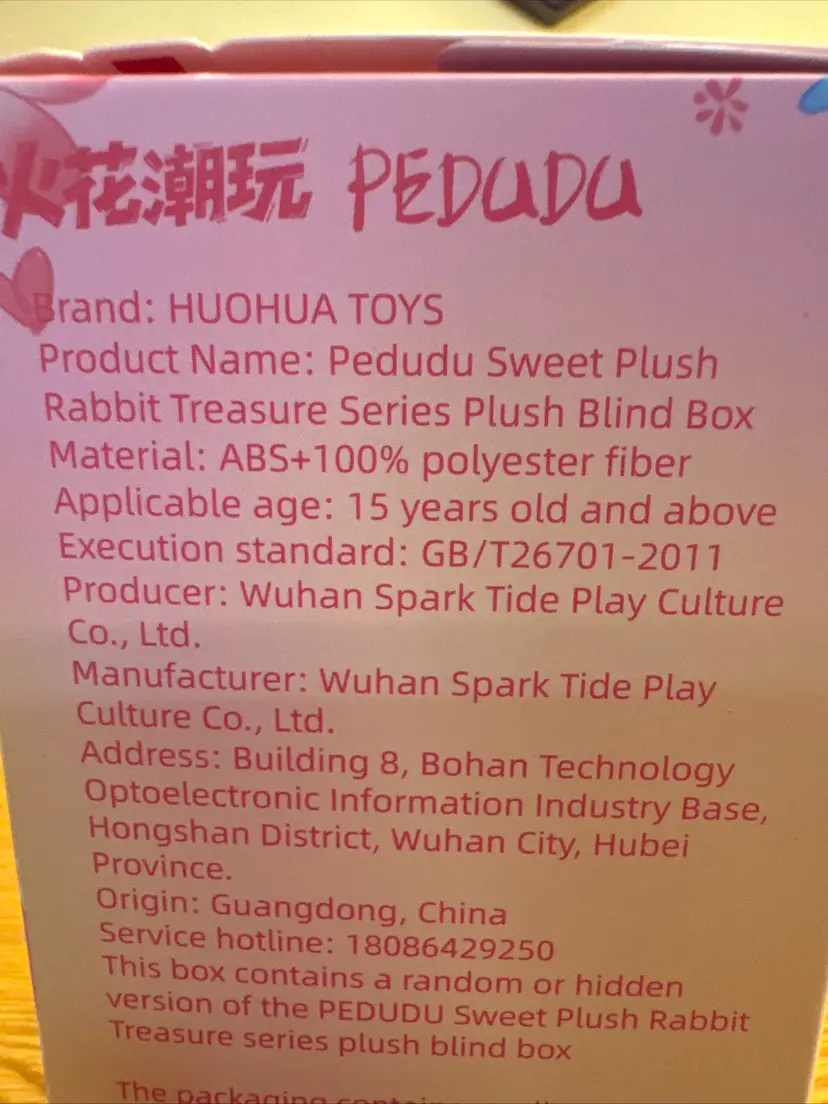 火花潮玩 PEDUDU
Brand: HUOHUA TOYS
Product Name: Pedudu Sweet Plush
Rabbit Treasure Series Plush Blind Box
Material: ABS+100% polyester fiber
Applicable age: 15 years old and above
Execution standard: GB/T26701-2011
Producer: Wuhan Spark Tide Play Culture
Co., Ltd.
Manufacturer: Wuhan Spark Tide Play
Culture Co., Ltd.
Address: Building 8, Bohan Technology
Optoelectronic Information Industry Base,
Hongshan District, Wuhan City, Hubei
Province.
Origin: Guangdong, China
Service hotline: 18086429250
This box contains a random or hidden
version of the PEDUDU Sweet Plush Rabbit
Treasure series plush blind box
The packaging